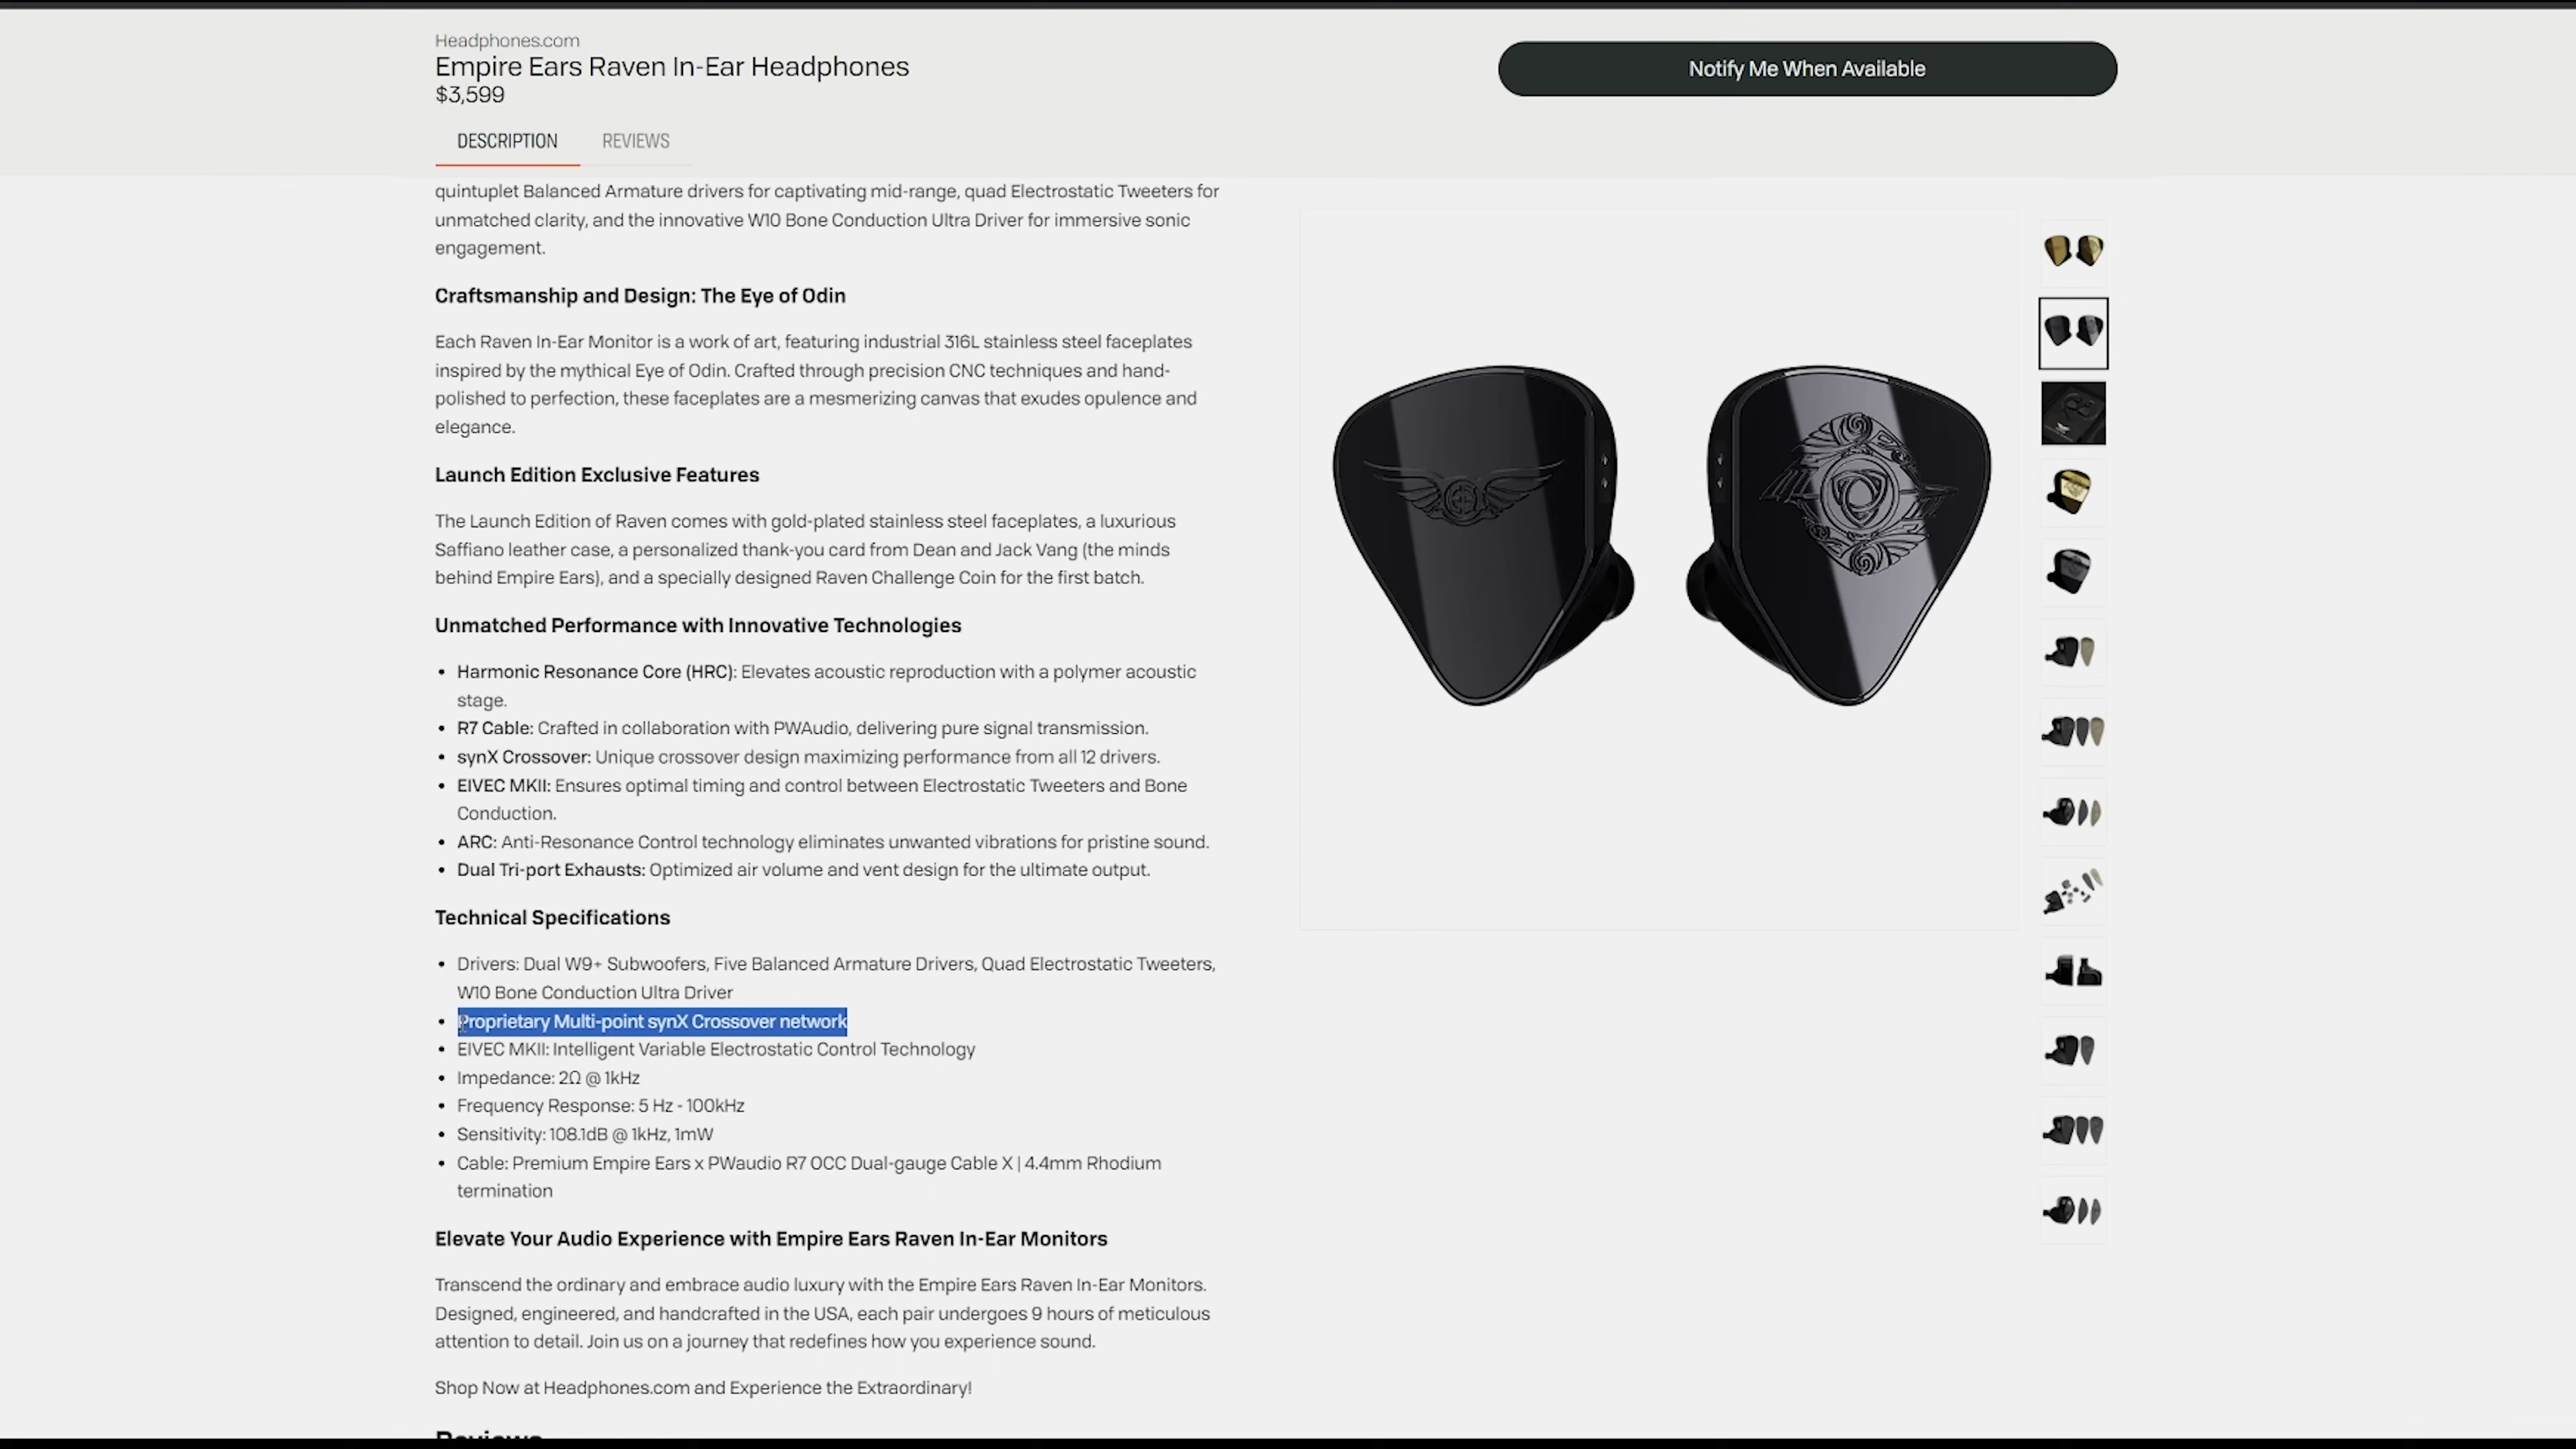 Headphones.com
Empire Ears Raven In-Ear Headphones
$3,599
Notify Me When Available
DESCRIPTION
REVIEWS
quintuplet Balanced Armature drivers for captivating mid-range, quad Electrostatic Tweeters for
unmatched clarity, and the innovative W10 Bone Conduction Ultra Driver for immersive sonic
engagement.
Craftsmanship and Design: The Eye of Odin
Each Raven In-Ear Monitor is a work of art, featuring industrial 316L stainless steel faceplates
inspired by the mythical Eye of Odin. Crafted through precision CNC techniques and hand-
polished to perfection, these faceplates are a mesmerizing canvas that exudes opulence and
elegance.
Launch Edition Exclusive Features
The Launch Edition of Raven comes with gold-plated stainless steel faceplates, a luxurious
Saffiano leather case, a personalized thank-you card from Dean and Jack Vang (the minds
behind Empire Ears), and a specially designed Raven Challenge Coin for the first batch.
Unmatched Performance with Innovative Technologies
• Harmonic Resonance Core (HRC): Elevates acoustic reproduction with a polymer acoustic
stage.
• R7 Cable: Crafted in collaboration with PWAudio, delivering pure signal transmission.
• synX Crossover: Unique crossover design maximizing performance from all 12 drivers.
• EIVEC MKII: Ensures optimal timing and control between Electrostatic Tweeters and Bone
Conduction.
• ARC: Anti-Resonance Control technology eliminates unwanted vibrations for pristine sound.
• Dual Tri-port Exhausts: Optimized air volume and vent design for the ultimate output.
Technical Specifications
• Drivers: Dual W9+ Subwoofers, Five Balanced Armature Drivers, Quad Electrostatic Tweeters,
W10 Bone Conduction Ultra Driver
• Proprietary Multi-point synX Crossover network
• EIVEC MKII: Intelligent Variable Electrostatic Control Technology
• Impedance: 2Ω @ 1kHz
• Frequency Response: 5 Hz - 100kHz
• Sensitivity: 108.1dB @ 1kHz, 1mW
• Cable: Premium Empire Ears x PWaudio R7 OCC Dual-gauge Cable X | 4.4mm Rhodium
termination
Elevate Your Audio Experience with Empire Ears Raven In-Ear Monitors
Transcend the ordinary and embrace audio luxury with the Empire Ears Raven In-Ear Monitors.
Designed, engineered, and handcrafted in the USA, each pair undergoes 9 hours of meticulous
attention to detail. Join us on a journey that redefines how you experience sound.
Shop Now at Headphones.com and Experience the Extraordinary!
Reviews